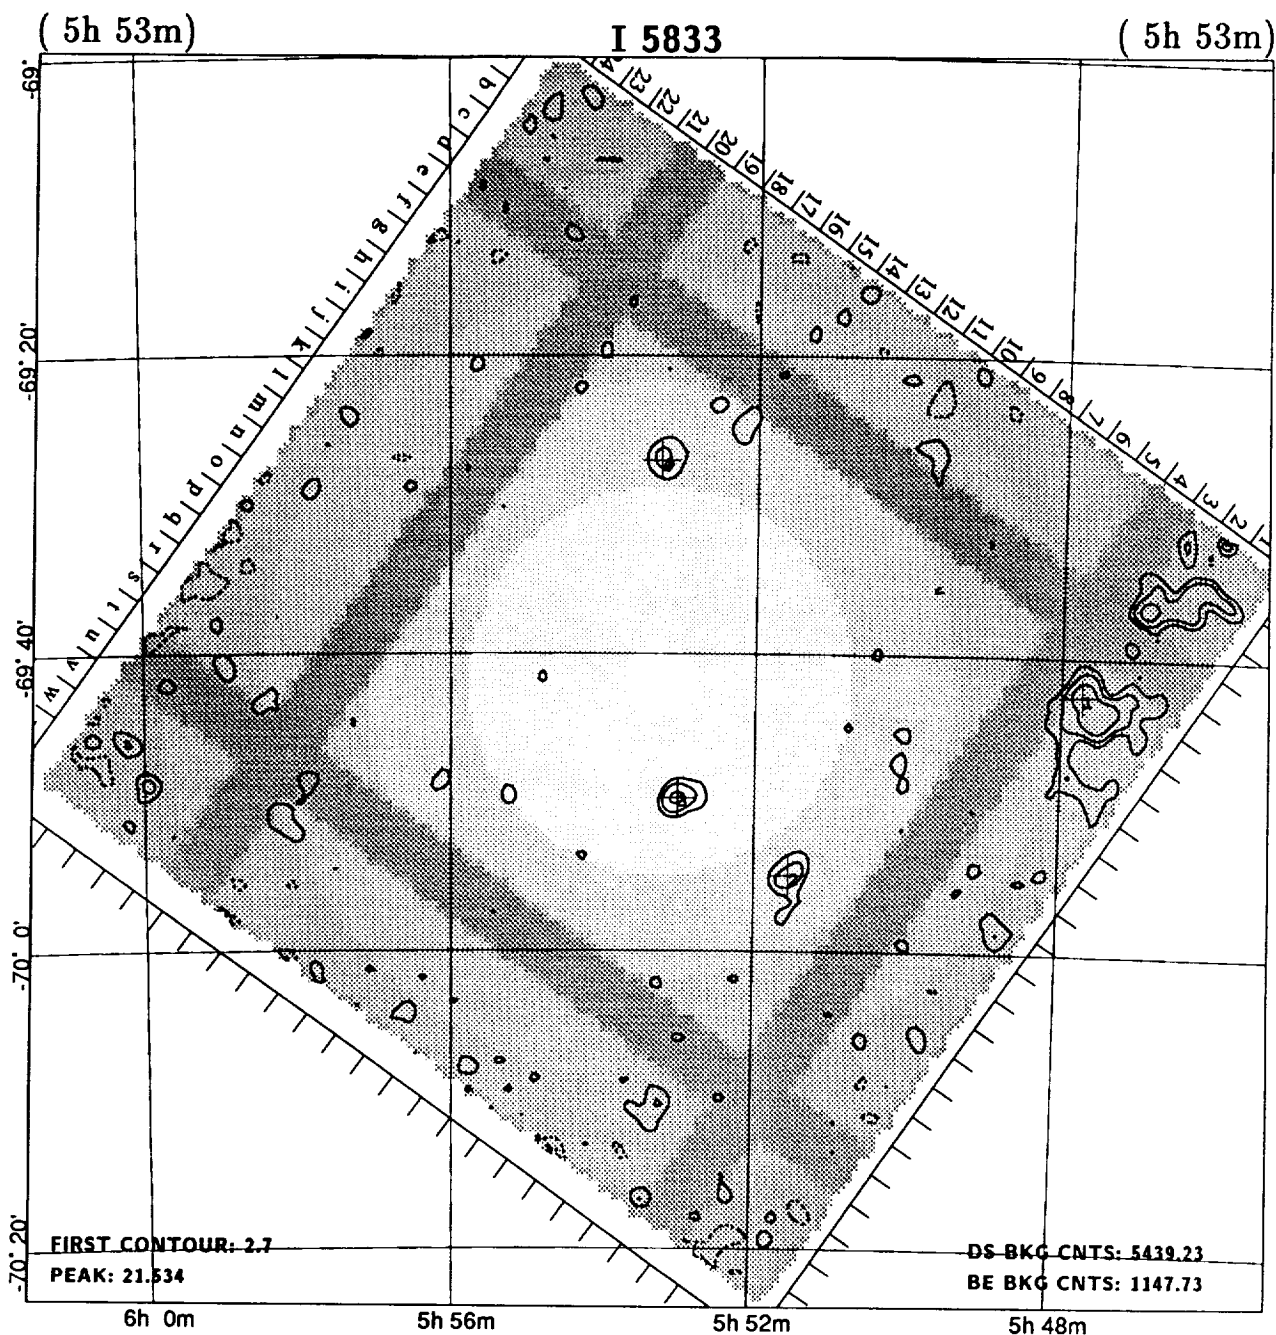 ( 5h 53m)
I 5833
( 5h 53m)
24 23 22 21 20 19 18 17 16 15 14 13 12 11 10 9 8 7 6 5 4 3 2 1
b c d e f g h i j k l m n o p q r s t u v w
-69°
-69° 20'
-69° 40'
-70° 0'
-70° 20'
FIRST CONTOUR: 2.7
PEAK: 21.534
DS BKG CNTS: 5439.23
BE BKG CNTS: 1147.73
6h 0m
5h 56m
5h 52m
5h 48m